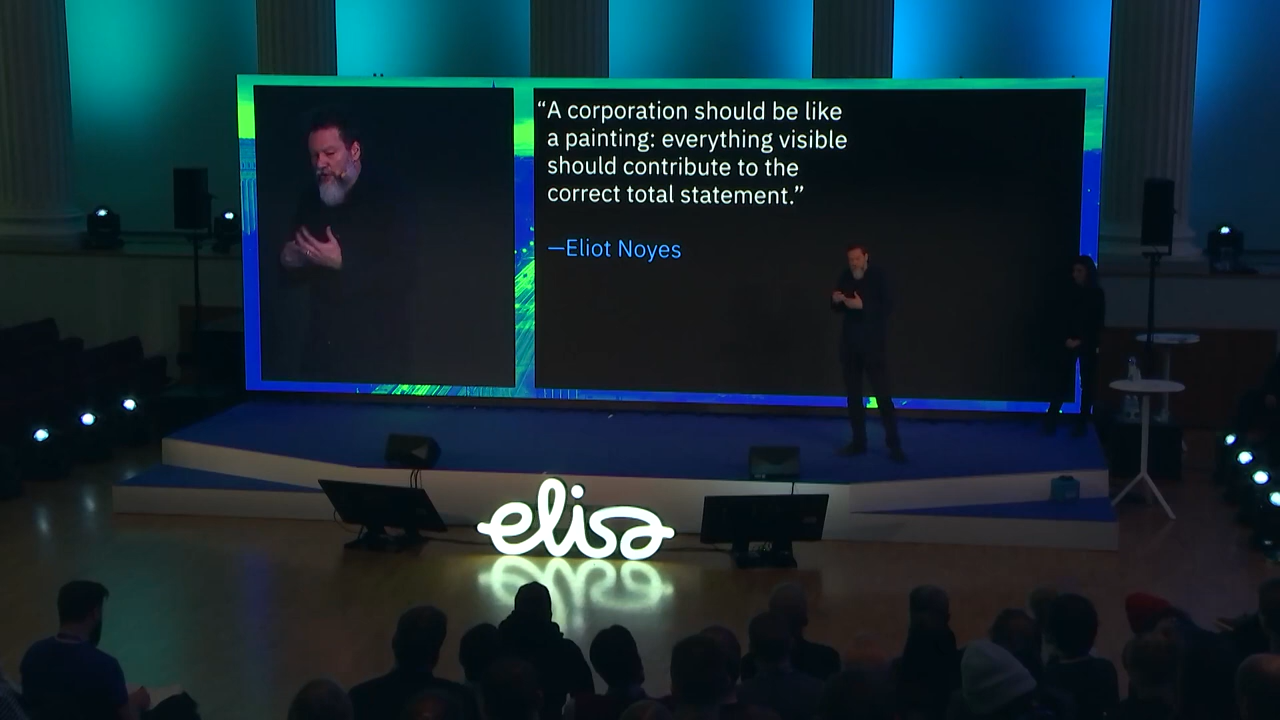 “A corporation should be like
a painting: everything visible
should contribute to the
correct total statement.”
—Eliot Noyes
elisa